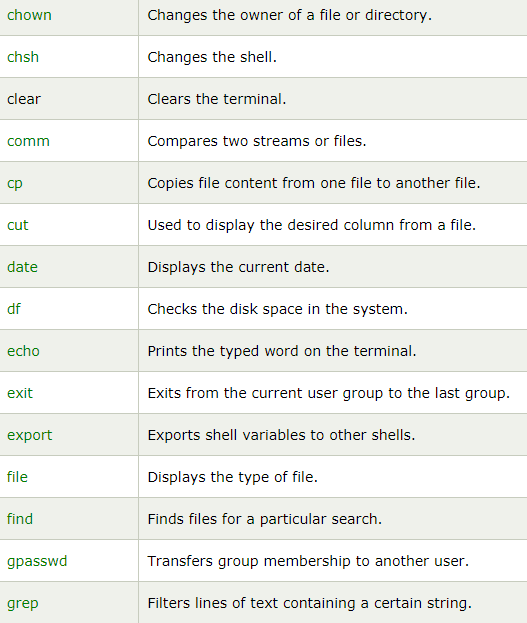 chown Changes the owner of a file or directory.
chsh Changes the shell.
clear Clears the terminal.
comm Compares two streams or files.
cp Copies file content from one file to another file.
cut Used to display the desired column from a file.
date Displays the current date.
df Checks the disk space in the system.
echo Prints the typed word on the terminal.
exit Exits from the current user group to the last group.
export Exports shell variables to other shells.
file Displays the type of file.
find Finds files for a particular search.
gpasswd Transfers group membership to another user.
grep Filters lines of text containing a certain string.